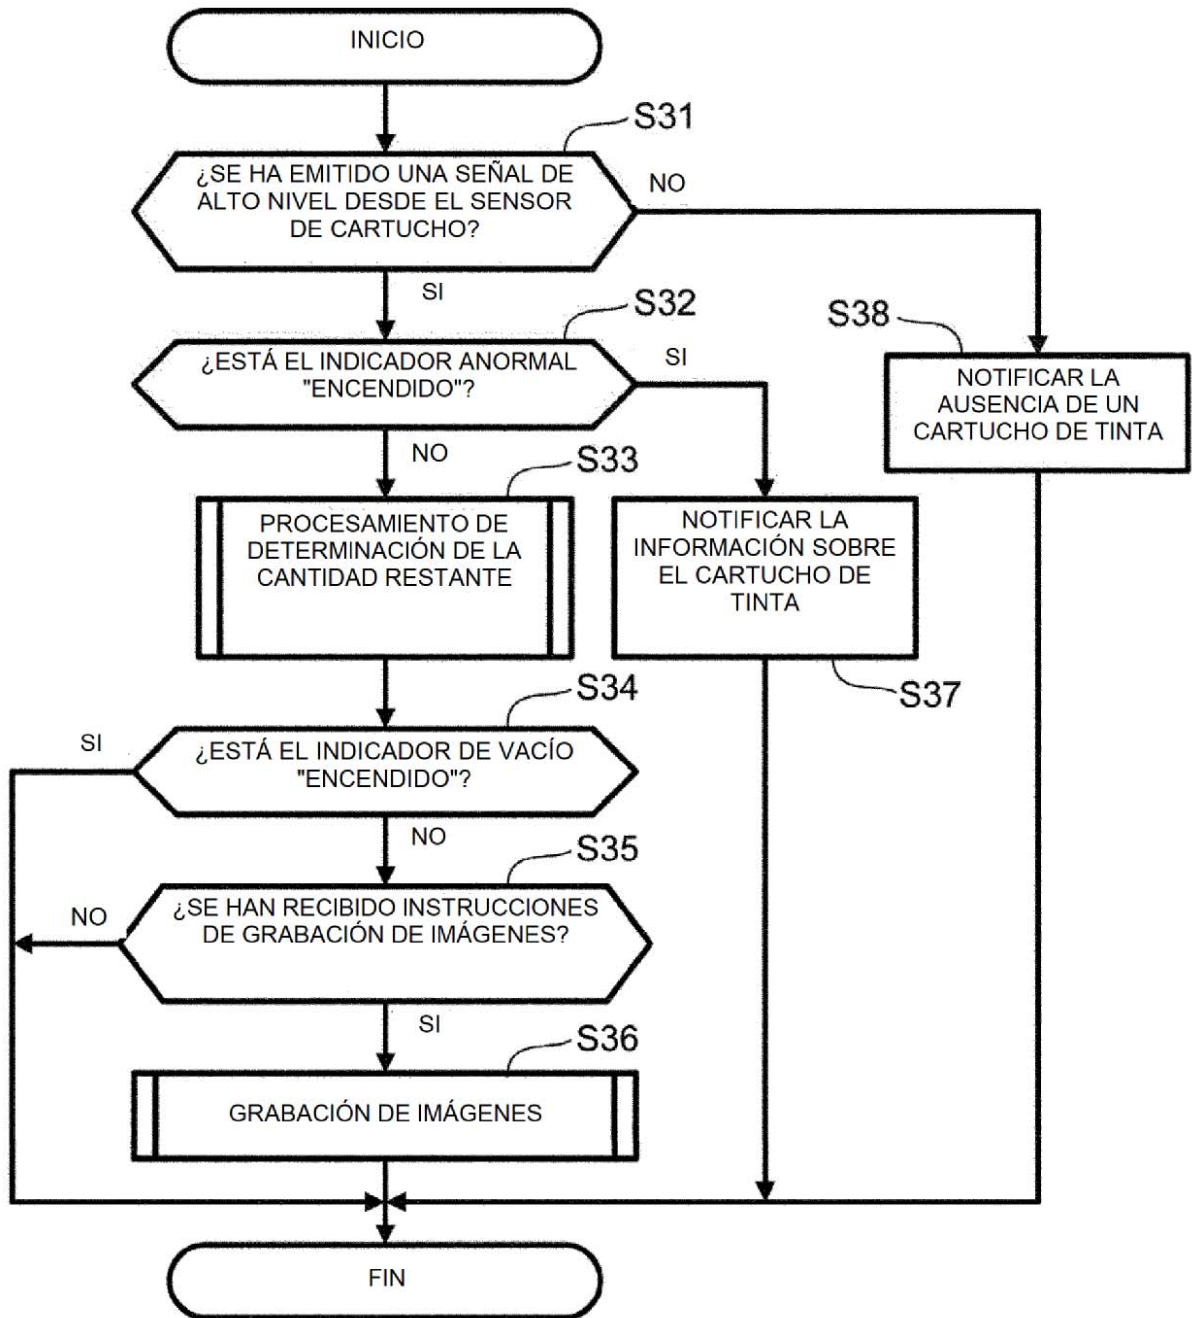 INICIO
S31
¿SE HA EMITIDO UNA SEÑAL DE
ALTO NIVEL DESDE EL SENSOR
DE CARTUCHO?
NO
SI
S32
¿ESTÁ EL INDICADOR ANORMAL
"ENCENDIDO"?
SI
S38
NOTIFICAR LA
AUSENCIA DE UN
CARTUCHO DE TINTA
NO
S33
PROCESAMIENTO DE
DETERMINACIÓN DE LA
CANTIDAD RESTANTE
NOTIFICAR LA
INFORMACIÓN SOBRE
EL CARTUCHO DE
TINTA
S37
S34
SI
¿ESTÁ EL INDICADOR DE VACÍO
"ENCENDIDO"?
NO
S35
NO
¿SE HAN RECIBIDO INSTRUCCIONES
DE GRABACIÓN DE IMÁGENES?
SI
S36
GRABACIÓN DE IMÁGENES
FIN